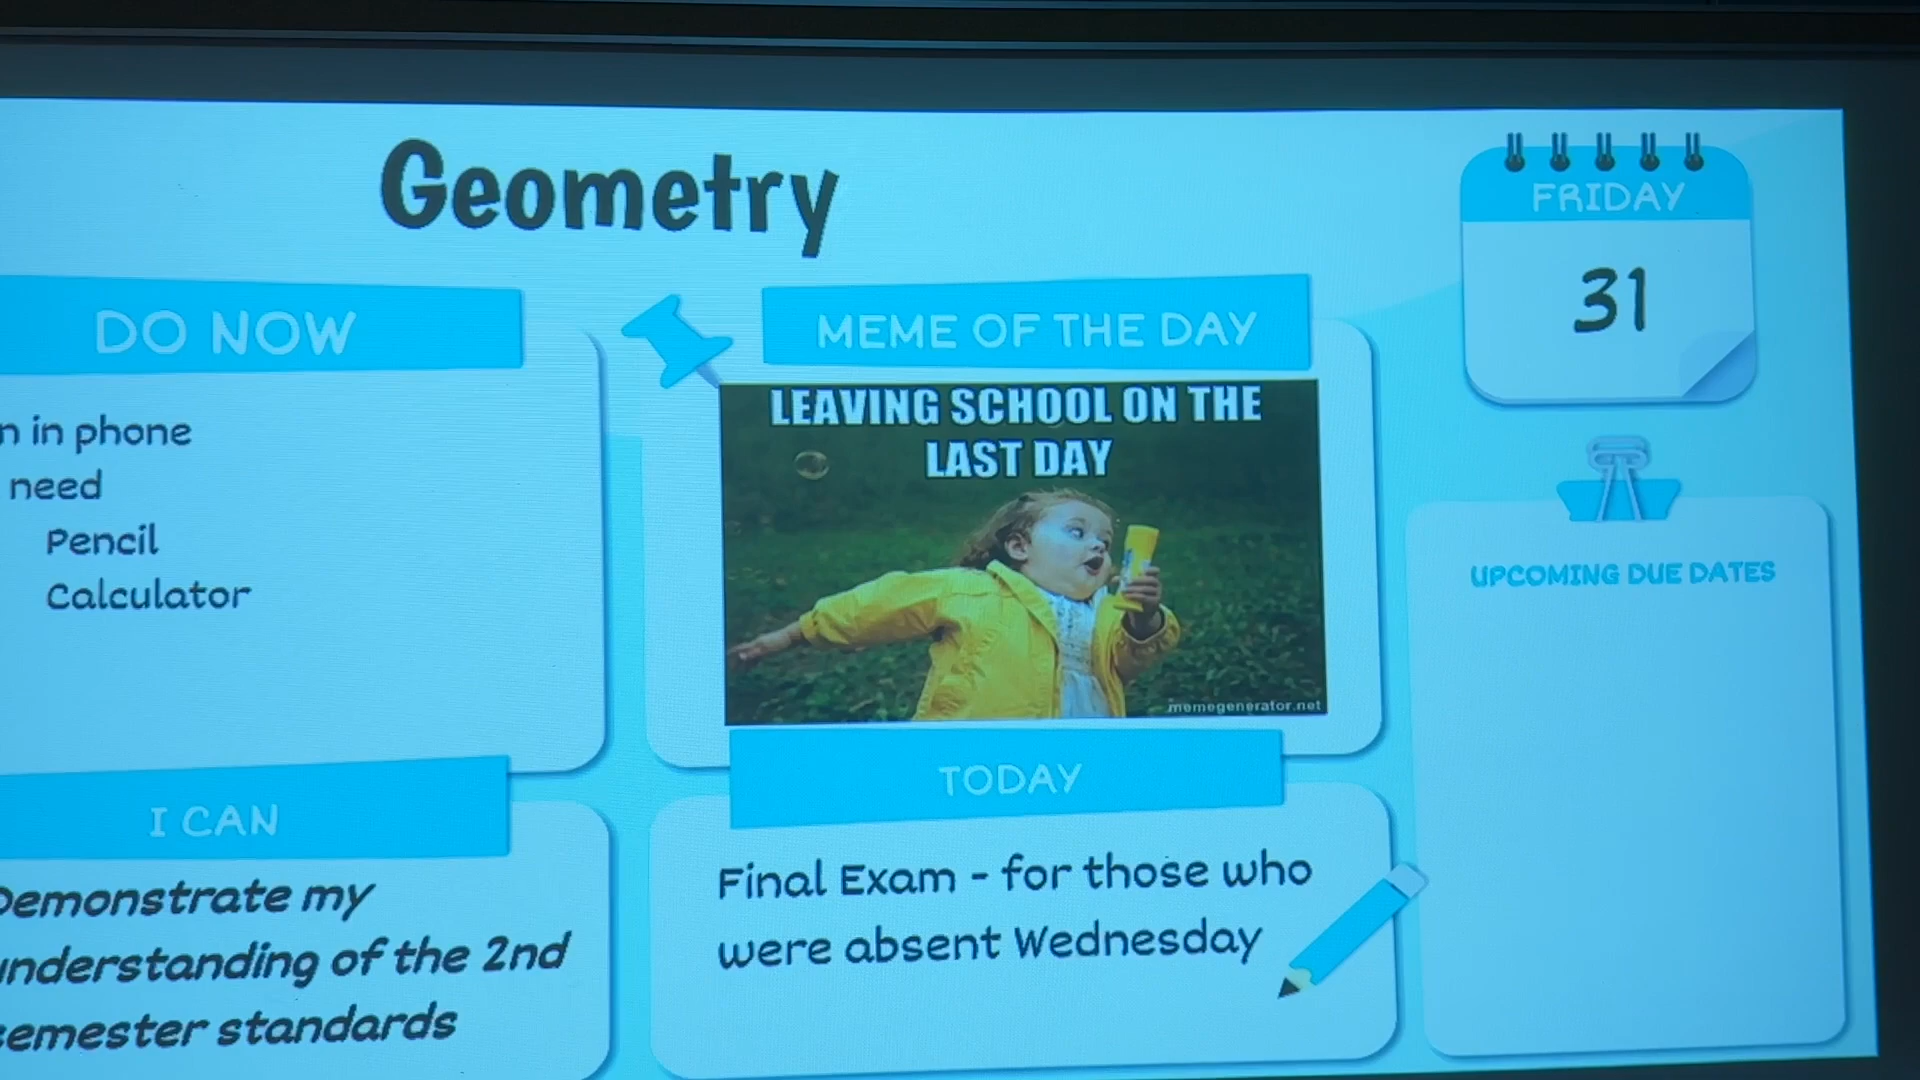 Geometry
FRIDAY
31
DO NOW
in phone
need
Pencil
Calculator
MEME OF THE DAY
LEAVING SCHOOL ON THE
LAST DAY
memegenerator.net
UPCOMING DUE DATES
I CAN
Demonstrate my
understanding of the 2nd
semester standards
TODAY
Final Exam - for those who
were absent Wednesday